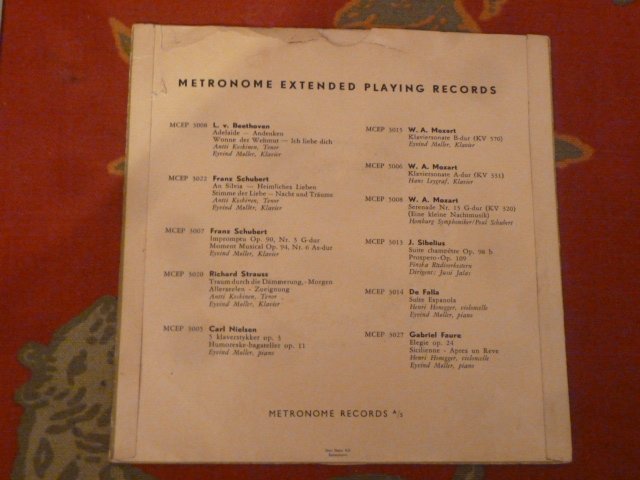 METRONOME EXTENDED PLAYING RECORDS
MCEP 3000 L. v. Beethoven
Adelaide — Andenken
Wonne der Wehmut — Ich liebe dich
Antti Koskinen, Tenor
Eyvind Møller, Klavier
MCEP 3022 Franz Schubert
An Silvia — Heimliches Lieben
Stimme der Liebe — Nacht und Träume
Antti Koskinen, Tenor
Eyvind Møller, Klavier
MCEP 3007 Franz Schubert
Impromptu Op. 90, Nr. 3 G-dur
Moment Musical Op. 94, Nr. 6 As-dur
Eyvind Møller, Klavier
MCEP 3020 Richard Strauss
Traum durch die Dämmerung, - Morgen
Allerseelen - Zueignung
Antti Koskinen, Tenor
Eyvind Møller, Klavier
MCEP 3005 Carl Nielsen
5 klaverstykker op. 3
Humoreske-bagateller op. 11
Eyvind Møller, piano
MCEP 3015 W. A. Mozart
Klaviersonate B-dur (KV 570)
Eyvind Møller, Klavier
MCEP 3006 W. A. Mozart
Klaviersonate A-dur (KV 331)
Hans Leygraf, Klavier
MCEP 3008 W. A. Mozart
Serenade Nr. 13 G-dur (KV 520)
(Eine kleine Nachtmusik)
Hamburg Symphoniker/Paul Schubert
MCEP 3013 J. Sibelius
Suite champêtre Op. 98 b
Prospero-Op. 109
Finska Radioorkestern
Dirigent: Jussi Jalas
MCEP 3014 De Falla
Suite Espanola
Henri Honegger, violoncelle
Eyvind Møller, piano
MCEP 3027 Gabriel Faure
Elegie op. 24
Sicilienne - Apres un Reve
Henri Honegger, violoncelle
Eyvind Møller, piano
METRONOME RECORDS A/S